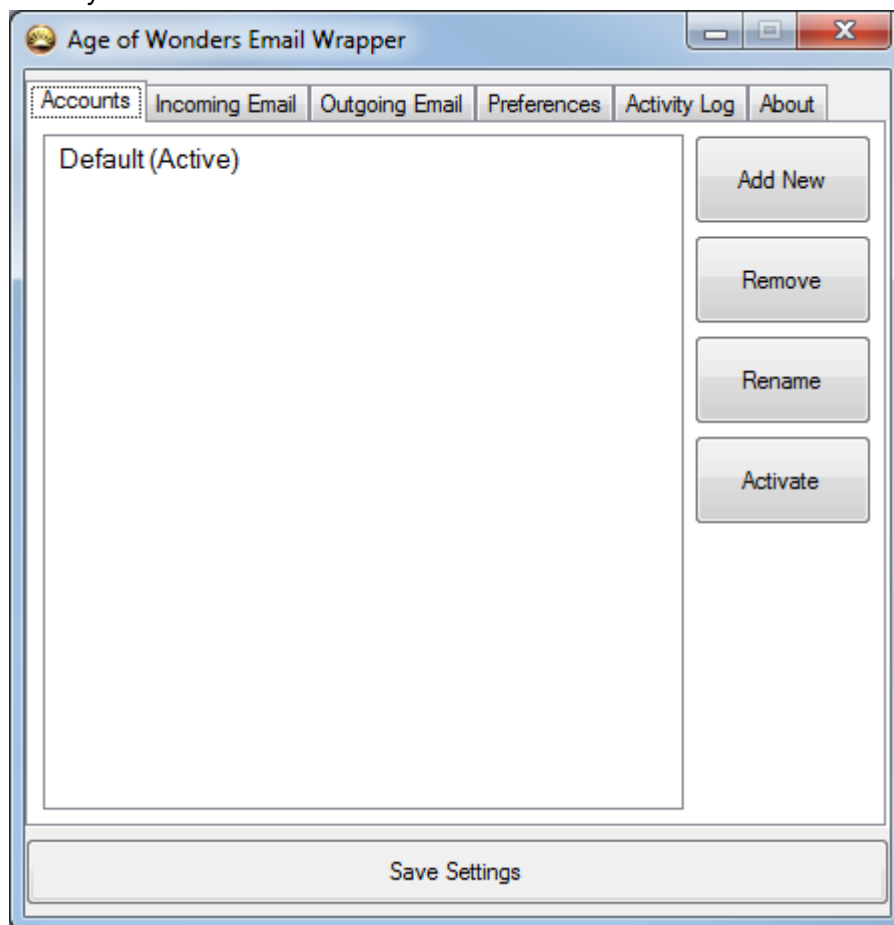 Age of Wonders Email Wrapper
Accounts Incoming Email Outgoing Email Preferences Activity Log About
Default (Active)
Add New
Remove
Rename
Activate
Save Settings